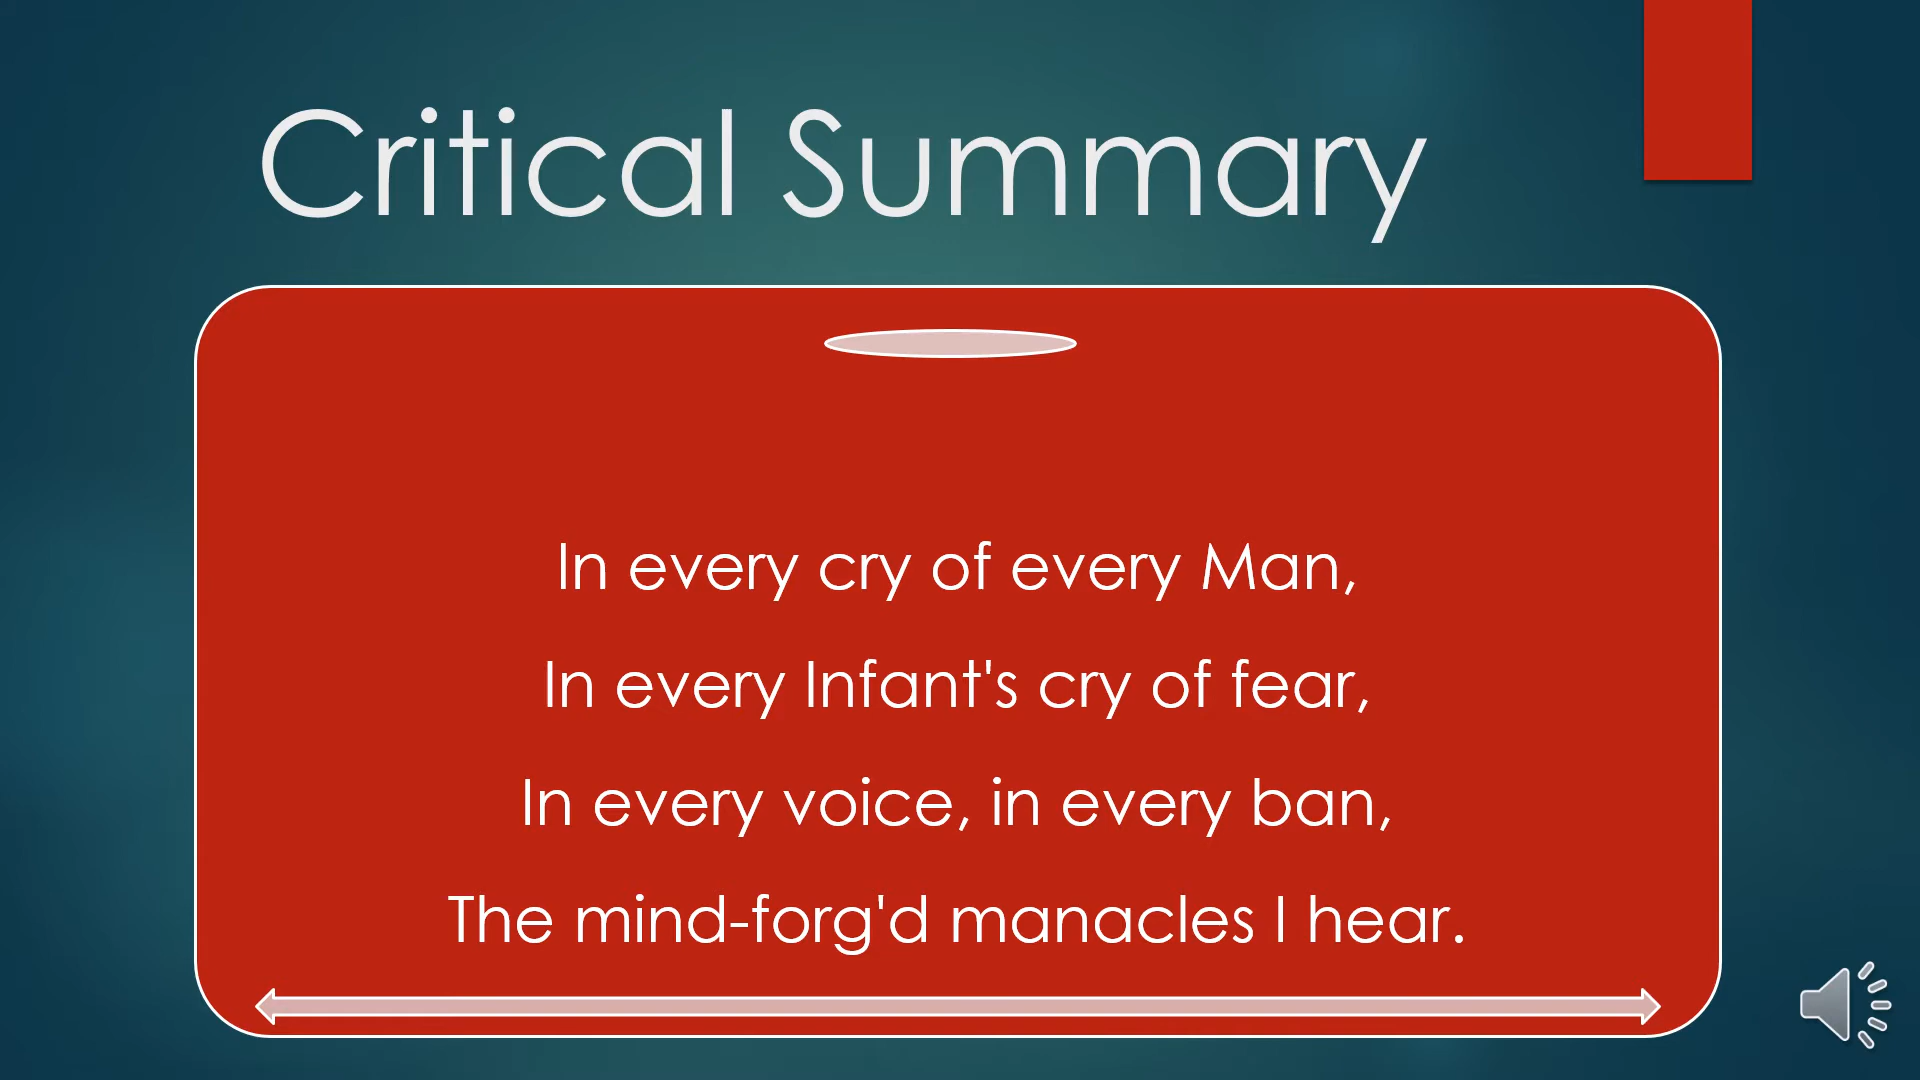 Critical Summary
In every cry of every Man,
In every Infant's cry of fear,
In every voice, in every ban,
The mind-forg'd manacles I hear.